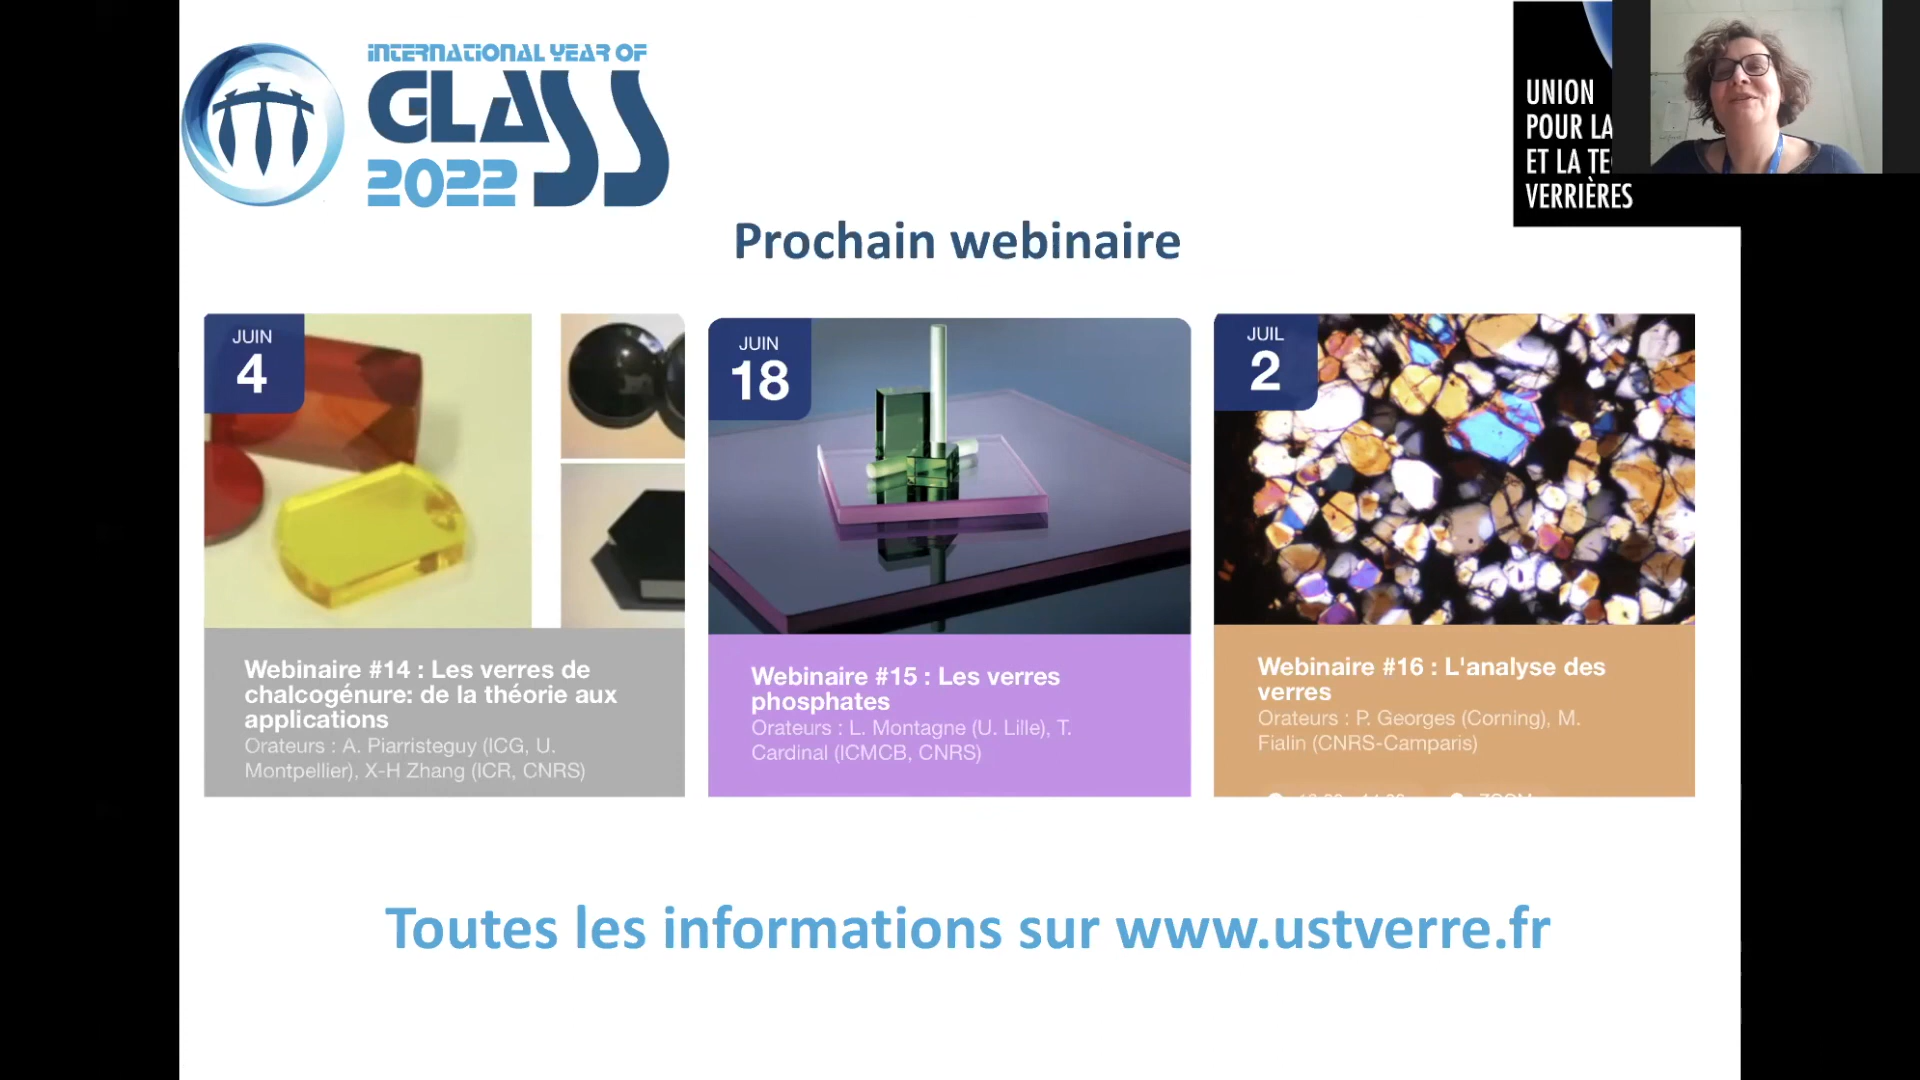 INTERNATIONAL YEAR OF
GLASS
2022
UNION
POUR LA
ET LA
VERRIÈRES
Prochain webinaire
JUIN
4
JUIN
18
JUIL
2
Webinaire #14 : Les verres de
chalcogénure: de la théorie aux
applications
Orateurs : A. Piarristeguy (ICG, U.
Montpellier), X-H Zhang (ICR, CNRS)
Webinaire #15 : Les verres
phosphates
Orateurs : L. Montagne (U. Lille), T.
Cardinal (ICMCB, CNRS)
Webinaire #16 : L'analyse des
verres
Orateurs : P. Georges (Corning), M.
Fialin (CNRS-Camparis)
Toutes les informations sur www.ustverre.fr